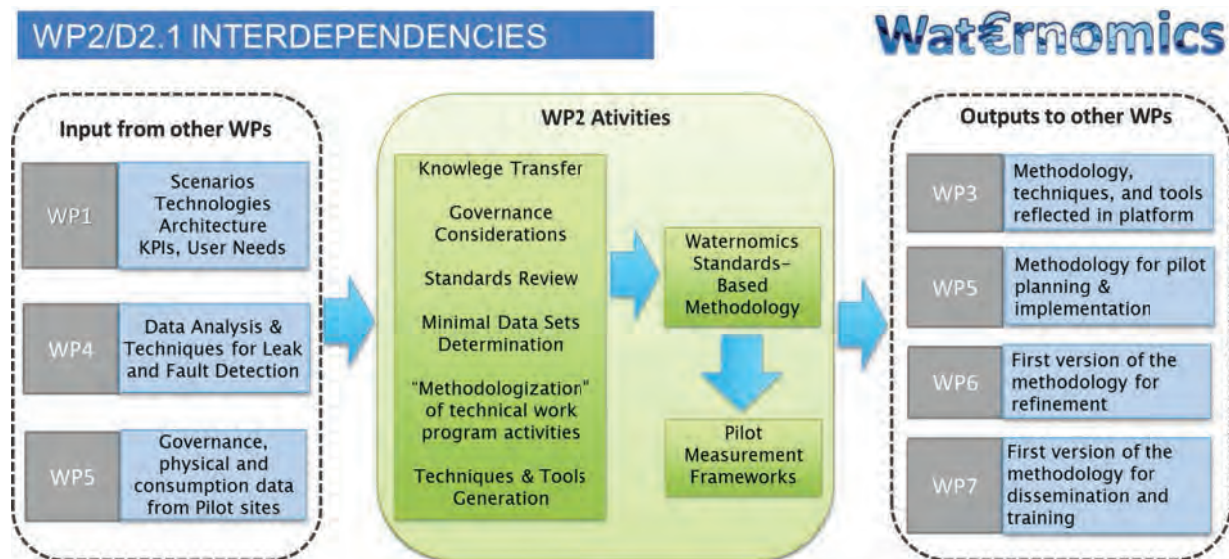 WP2/D2.1 INTERDEPENDENCIES
Wat€rnomics
Input from other WPs
WP1
Scenarios
Technologies
Architecture
KPIs, User Needs
WP4
Data Analysis &
Techniques for Leak
and Fault Detection
WP5
Governance,
physical and
consumption data
from Pilot sites
WP2 Ativities
Knowlege Transfer
Governance
Considerations
Standards Review
Minimal Data Sets
Determination
"Methodologization"
of technical work
program activities
Techniques & Tools
Generation
Waternomics
Standards-
Based
Methodology
Pilot
Measurement
Frameworks
Outputs to other WPs
WP3
Methodology,
techniques, and tools
reflected in platform
WP5
Methodology for pilot
planning &
implementation
WP6
First version of the
methodology for
refinement
WP7
First version of the
methodology for
dissemination and
training